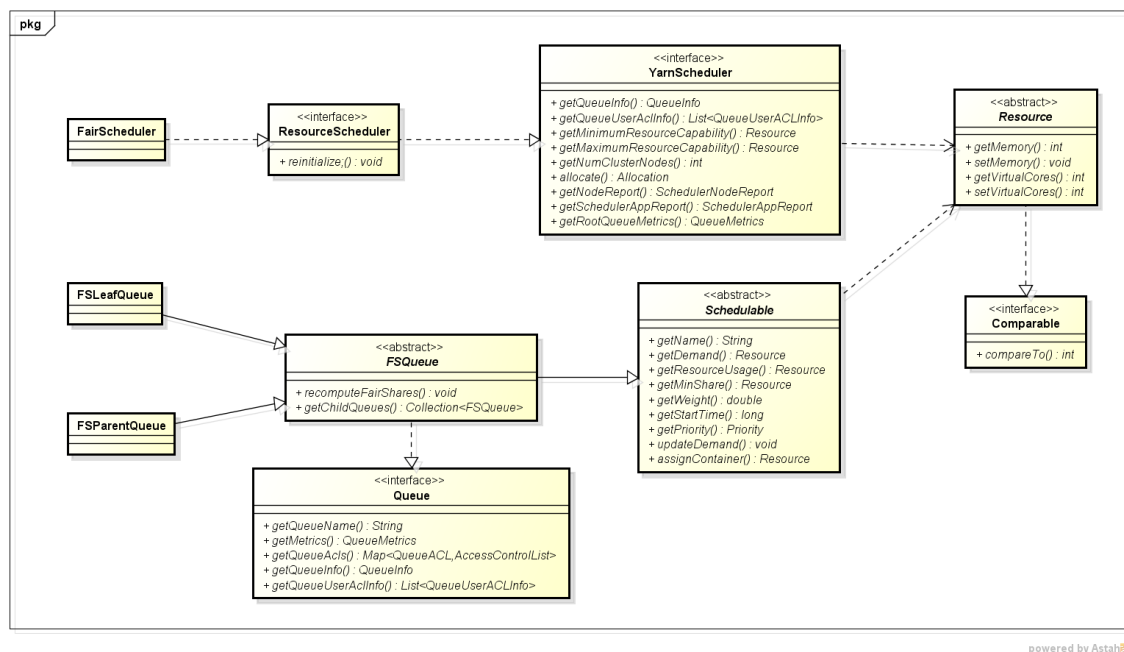 pkg
<<interface>>
YarnScheduler
+ getQueueInfo() : QueueInfo
+ getQueueUserAclInfo() : List<QueueUserACLInfo>
+ getMinimumResourceCapability() : Resource
+ getMaximumResourceCapability() : Resource
+ getNumClusterNodes() : int
+ allocate() : Allocation
+ getNodeReport() : SchedulerNodeReport
+ getSchedulerAppReport() : SchedulerAppReport
+ getRootQueueMetrics() : QueueMetrics
FairScheduler
<<interface>>
ResourceScheduler
+ reinitialize;() : void
<<abstract>>
Resource
+ getMemory() : int
+ setMemory() : void
+ getVirtualCores() : int
+ setVirtualCores() : int
FSLeafQueue
<<abstract>>
FSQueue
+ recomputeFairShares() : void
+ getChildQueues() : Collection<FSQueue>
<<abstract>>
Schedulable
+ getName() : String
+ getDemand() : Resource
+ getResourceUsage() : Resource
+ getMinShare() : Resource
+ getWeight() : double
+ getStartTime() : long
+ getPriority() : Priority
+ updateDemand() : void
+ assignContainer() : Resource
<<interface>>
Comparable
+ compareTo() : int
FSParentQueue
<<interface>>
Queue
+ getQueueName() : String
+ getMetrics() : QueueMetrics
+ getQueueAcls() : Map<QueueACL,AccessControlList>
+ getQueueInfo() : QueueInfo
+ getQueueUserAclInfo() : List<QueueUserACLInfo>
powered by Astah